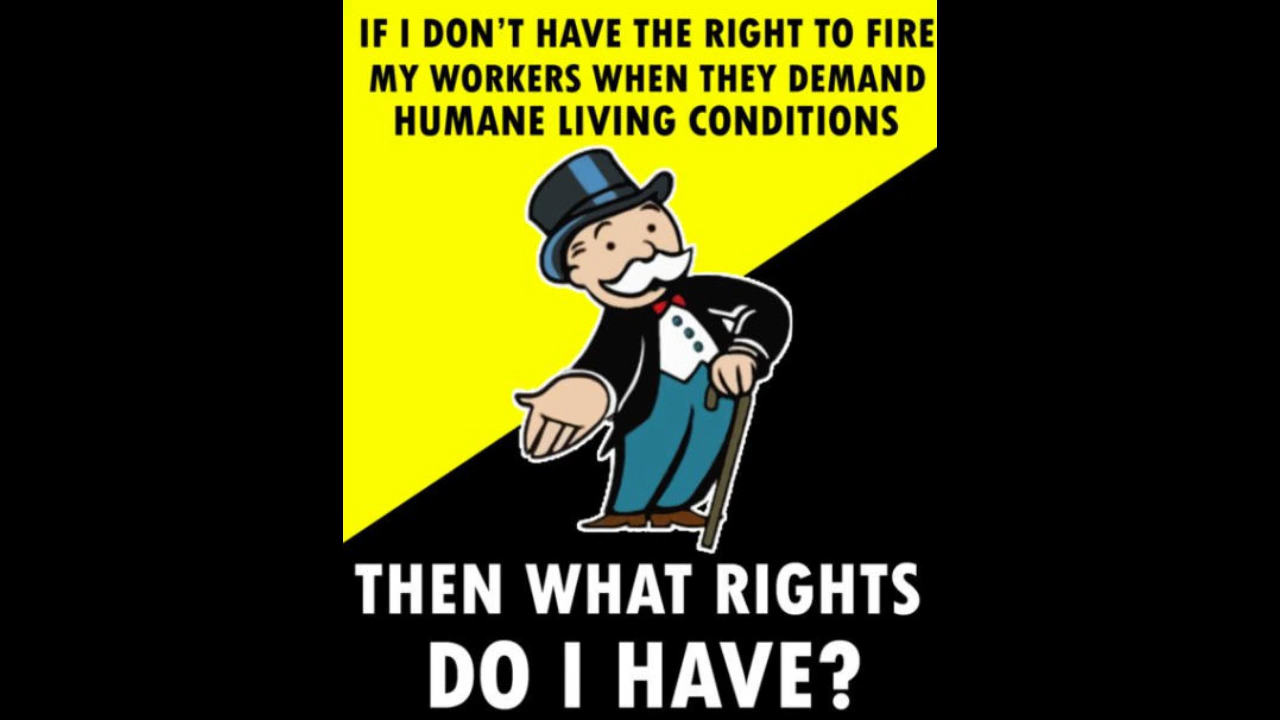 IF I DON'T HAVE THE RIGHT TO FIRE
MY WORKERS WHEN THEY DEMAND
HUMANE LIVING CONDITIONS
THEN WHAT RIGHTS
DO I HAVE?